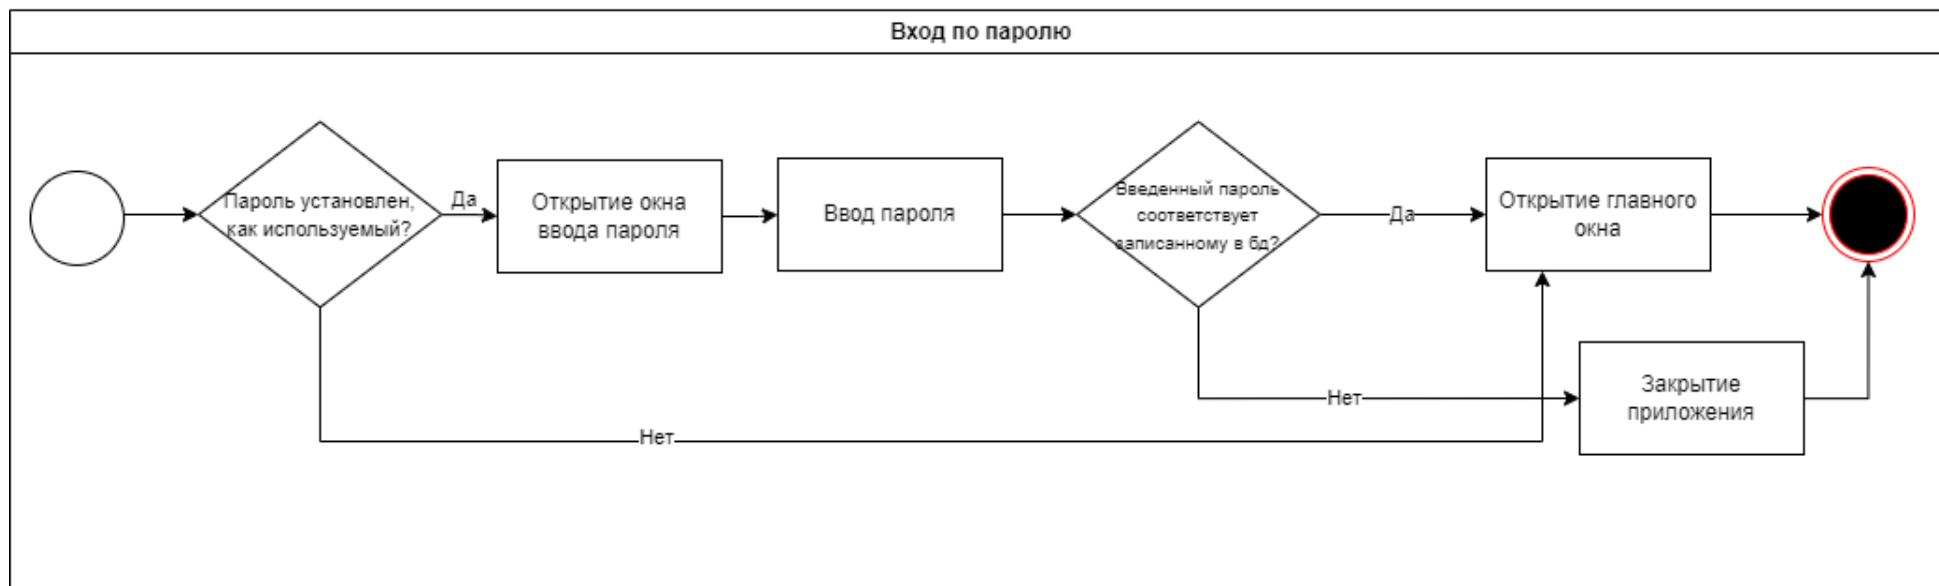 Вход по паролю
Пароль установлен,
как используемый?
Да
Открытие окна
ввода пароля
Ввод пароля
Введенный пароль
соответствует
записанному в бд?
Да
Открытие главного
окна
Нет
Закрытие
приложения
Нет